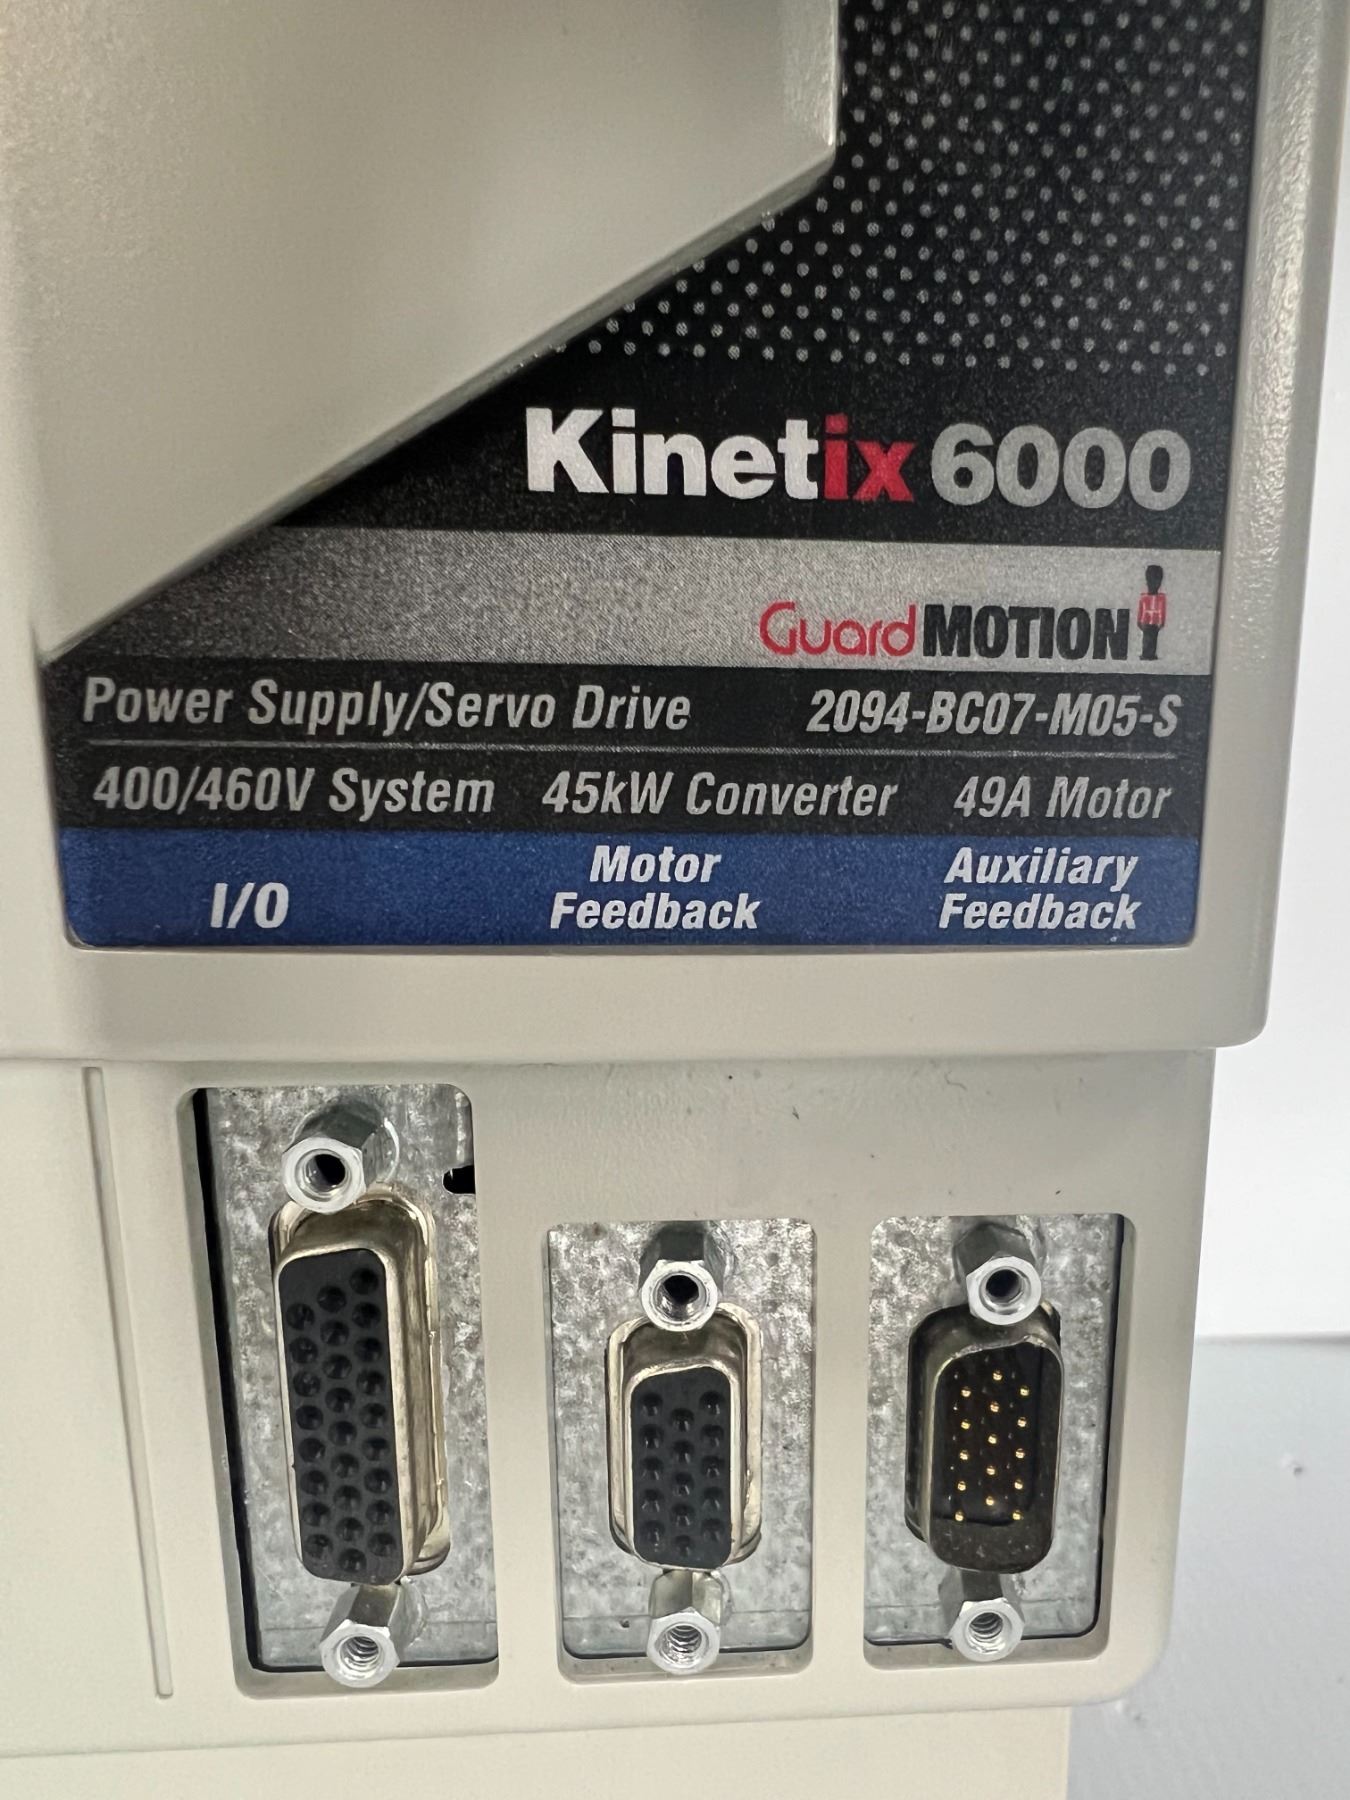 Kinetix 6000
GuardMOTION
Power Supply/Servo Drive 2094-BC07-M05-S
400/460V System 45kW Converter 49A Motor
I/O
Motor
Feedback
Auxiliary
Feedback